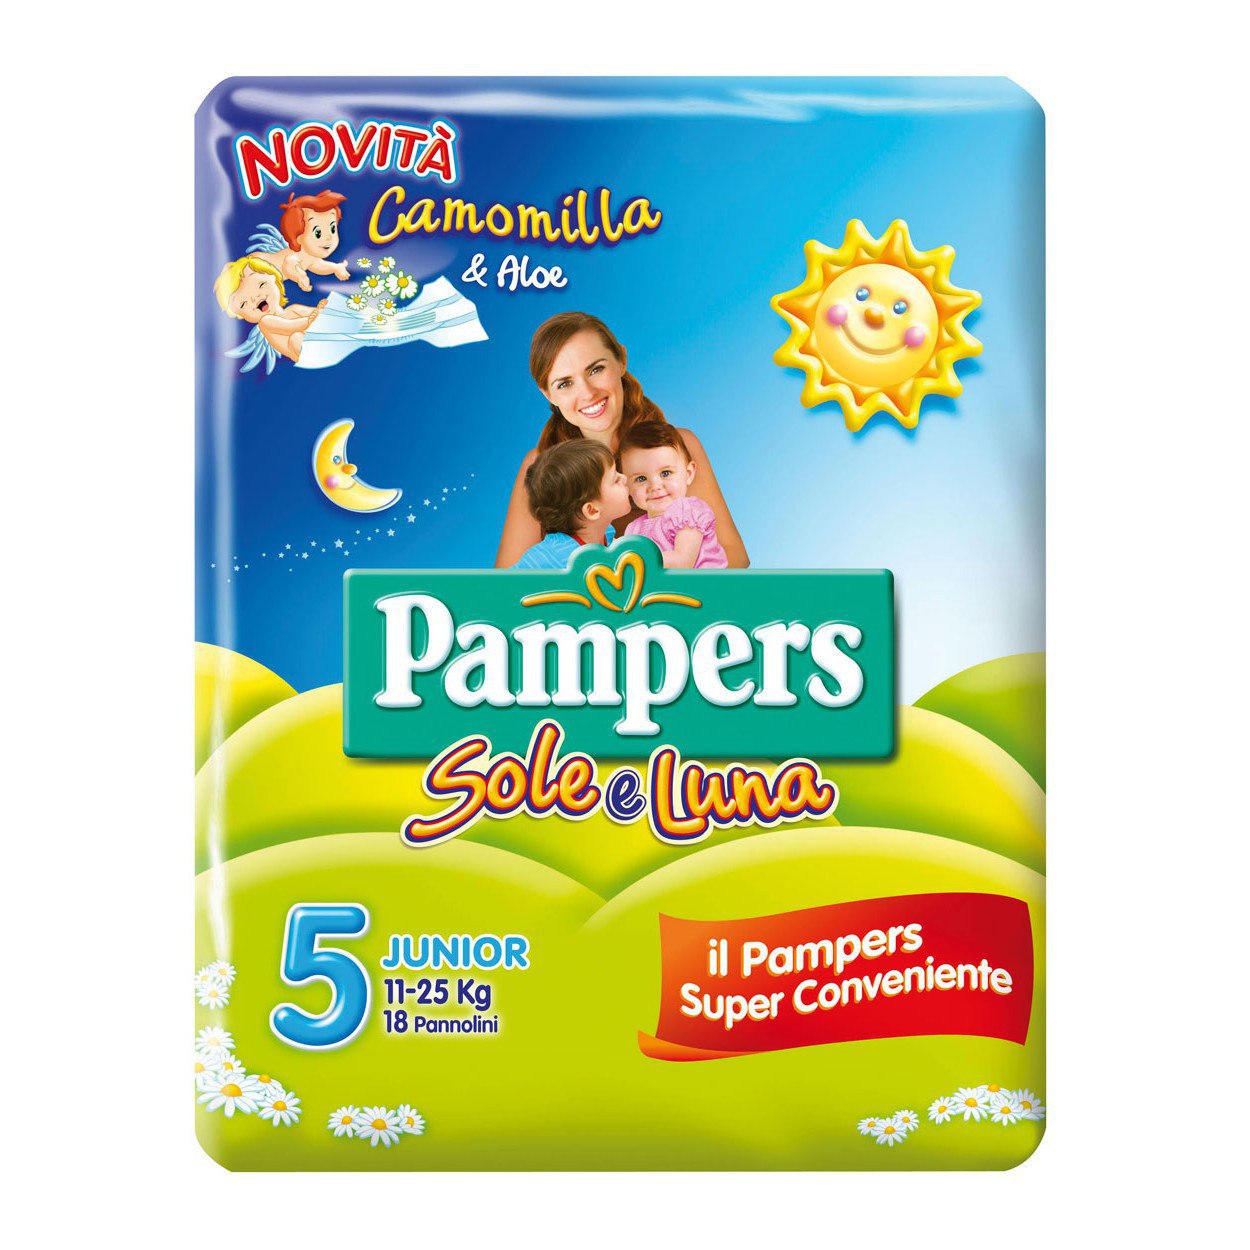 NOVITÀ
Camomilla
& Aloe
Pampers
Sole e Luna
5 JUNIOR
11-25 Kg
18 Pannolini
il Pampers
Super Conveniente